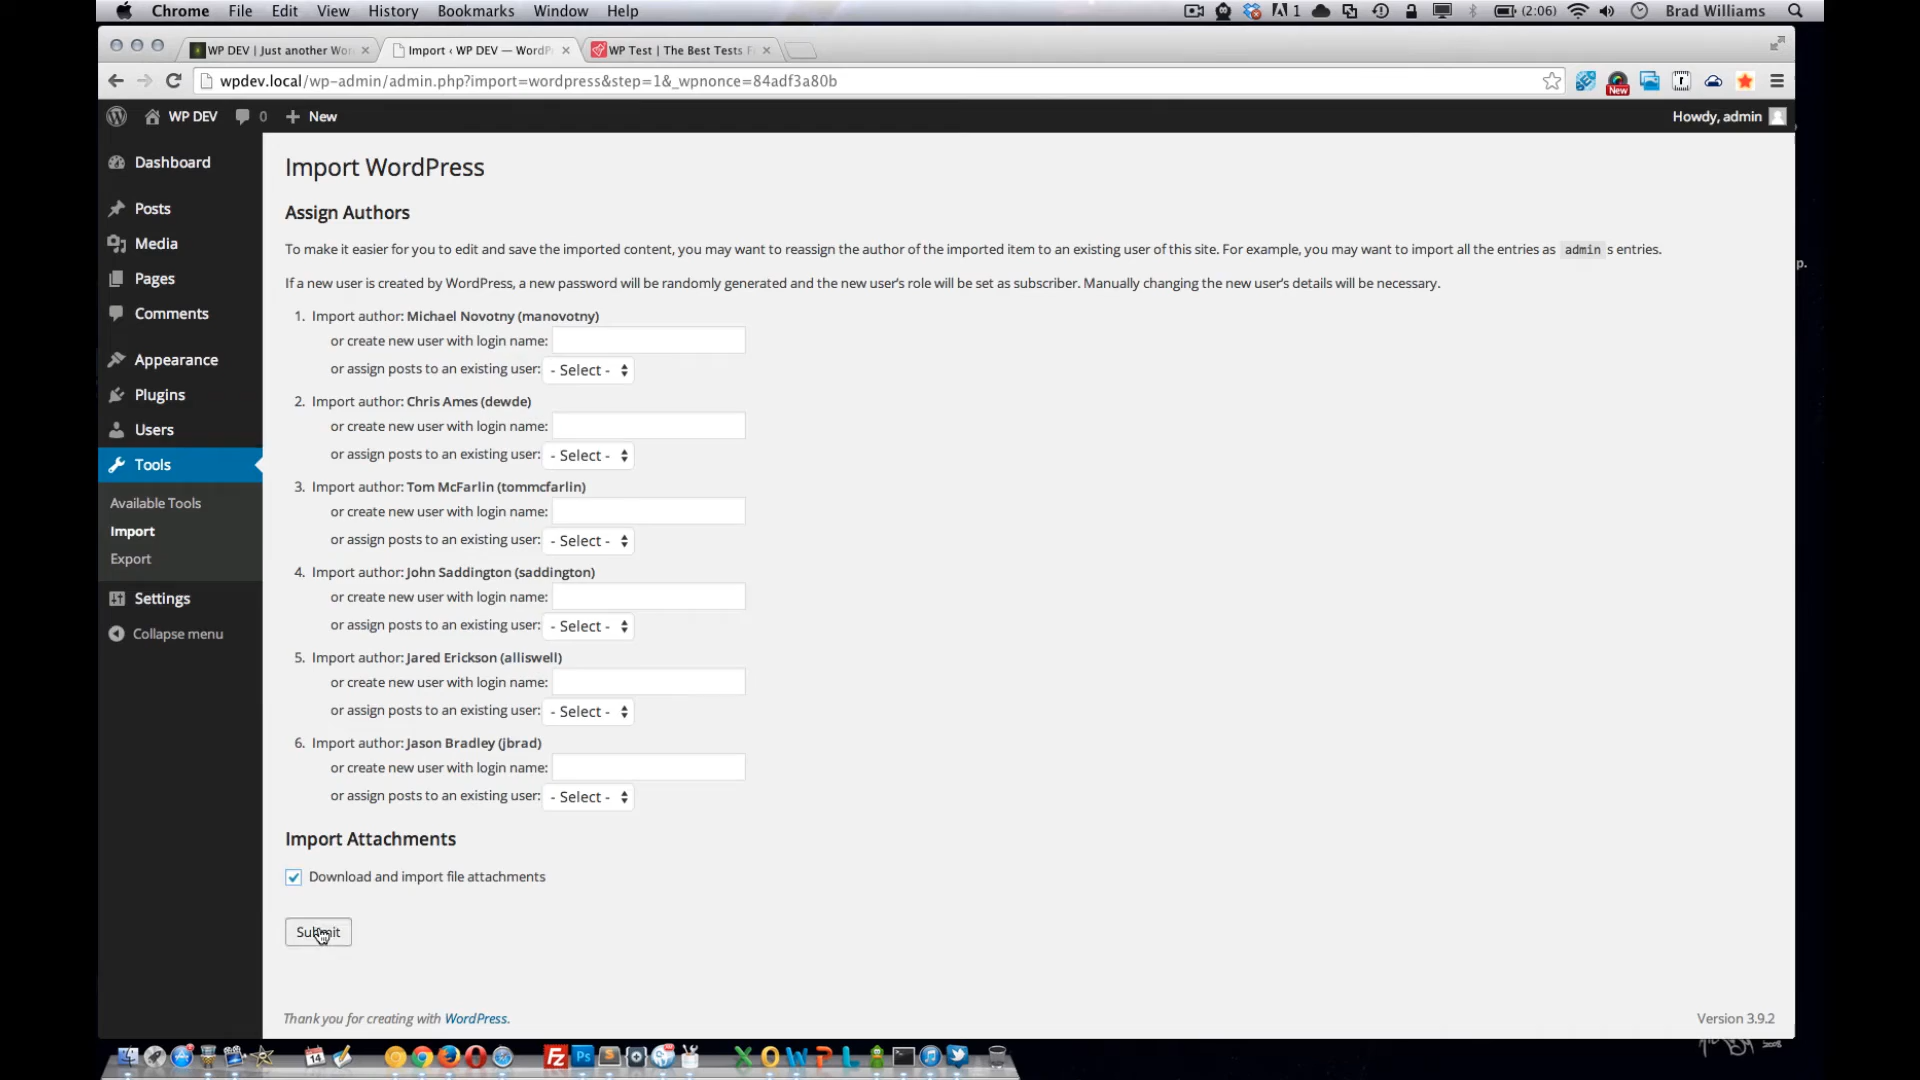 Chrome File Edit View History Bookmarks Window Help 1 (2:06) Brad Williams
WP DEV | Just another Wor Import ‹ WP DEV — WordP WP Test | The Best Tests F
wpdev.local/wp-admin/admin.php?import=wordpress&step=1&_wpnonce=84adf3a80b New
WP DEV 0 + New Howdy, admin
Dashboard
Posts
Media
Pages
Comments
Appearance
Plugins
Users
Tools
Available Tools
Import
Export
Settings
Collapse menu
Import WordPress
Assign Authors
To make it easier for you to edit and save the imported content, you may want to reassign the author of the imported item to an existing user of this site. For example, you may want to import all the entries as admin s entries.
If a new user is created by WordPress, a new password will be randomly generated and the new user's role will be set as subscriber. Manually changing the new user's details will be necessary.
1. Import author: Michael Novotny (manovotny)
or create new user with login name:
or assign posts to an existing user: - Select -
2. Import author: Chris Ames (dewde)
or create new user with login name:
or assign posts to an existing user: - Select -
3. Import author: Tom McFarlin (tommcfarlin)
or create new user with login name:
or assign posts to an existing user: - Select -
4. Import author: John Saddington (saddington)
or create new user with login name:
or assign posts to an existing user: - Select -
5. Import author: Jared Erickson (alliswell)
or create new user with login name:
or assign posts to an existing user: - Select -
6. Import author: Jason Bradley (jbrad)
or create new user with login name:
or assign posts to an existing user: - Select -
Import Attachments
Download and import file attachments
Submit
Thank you for creating with WordPress.
Version 3.9.2
p.
14 Fz Ps S X O W P L